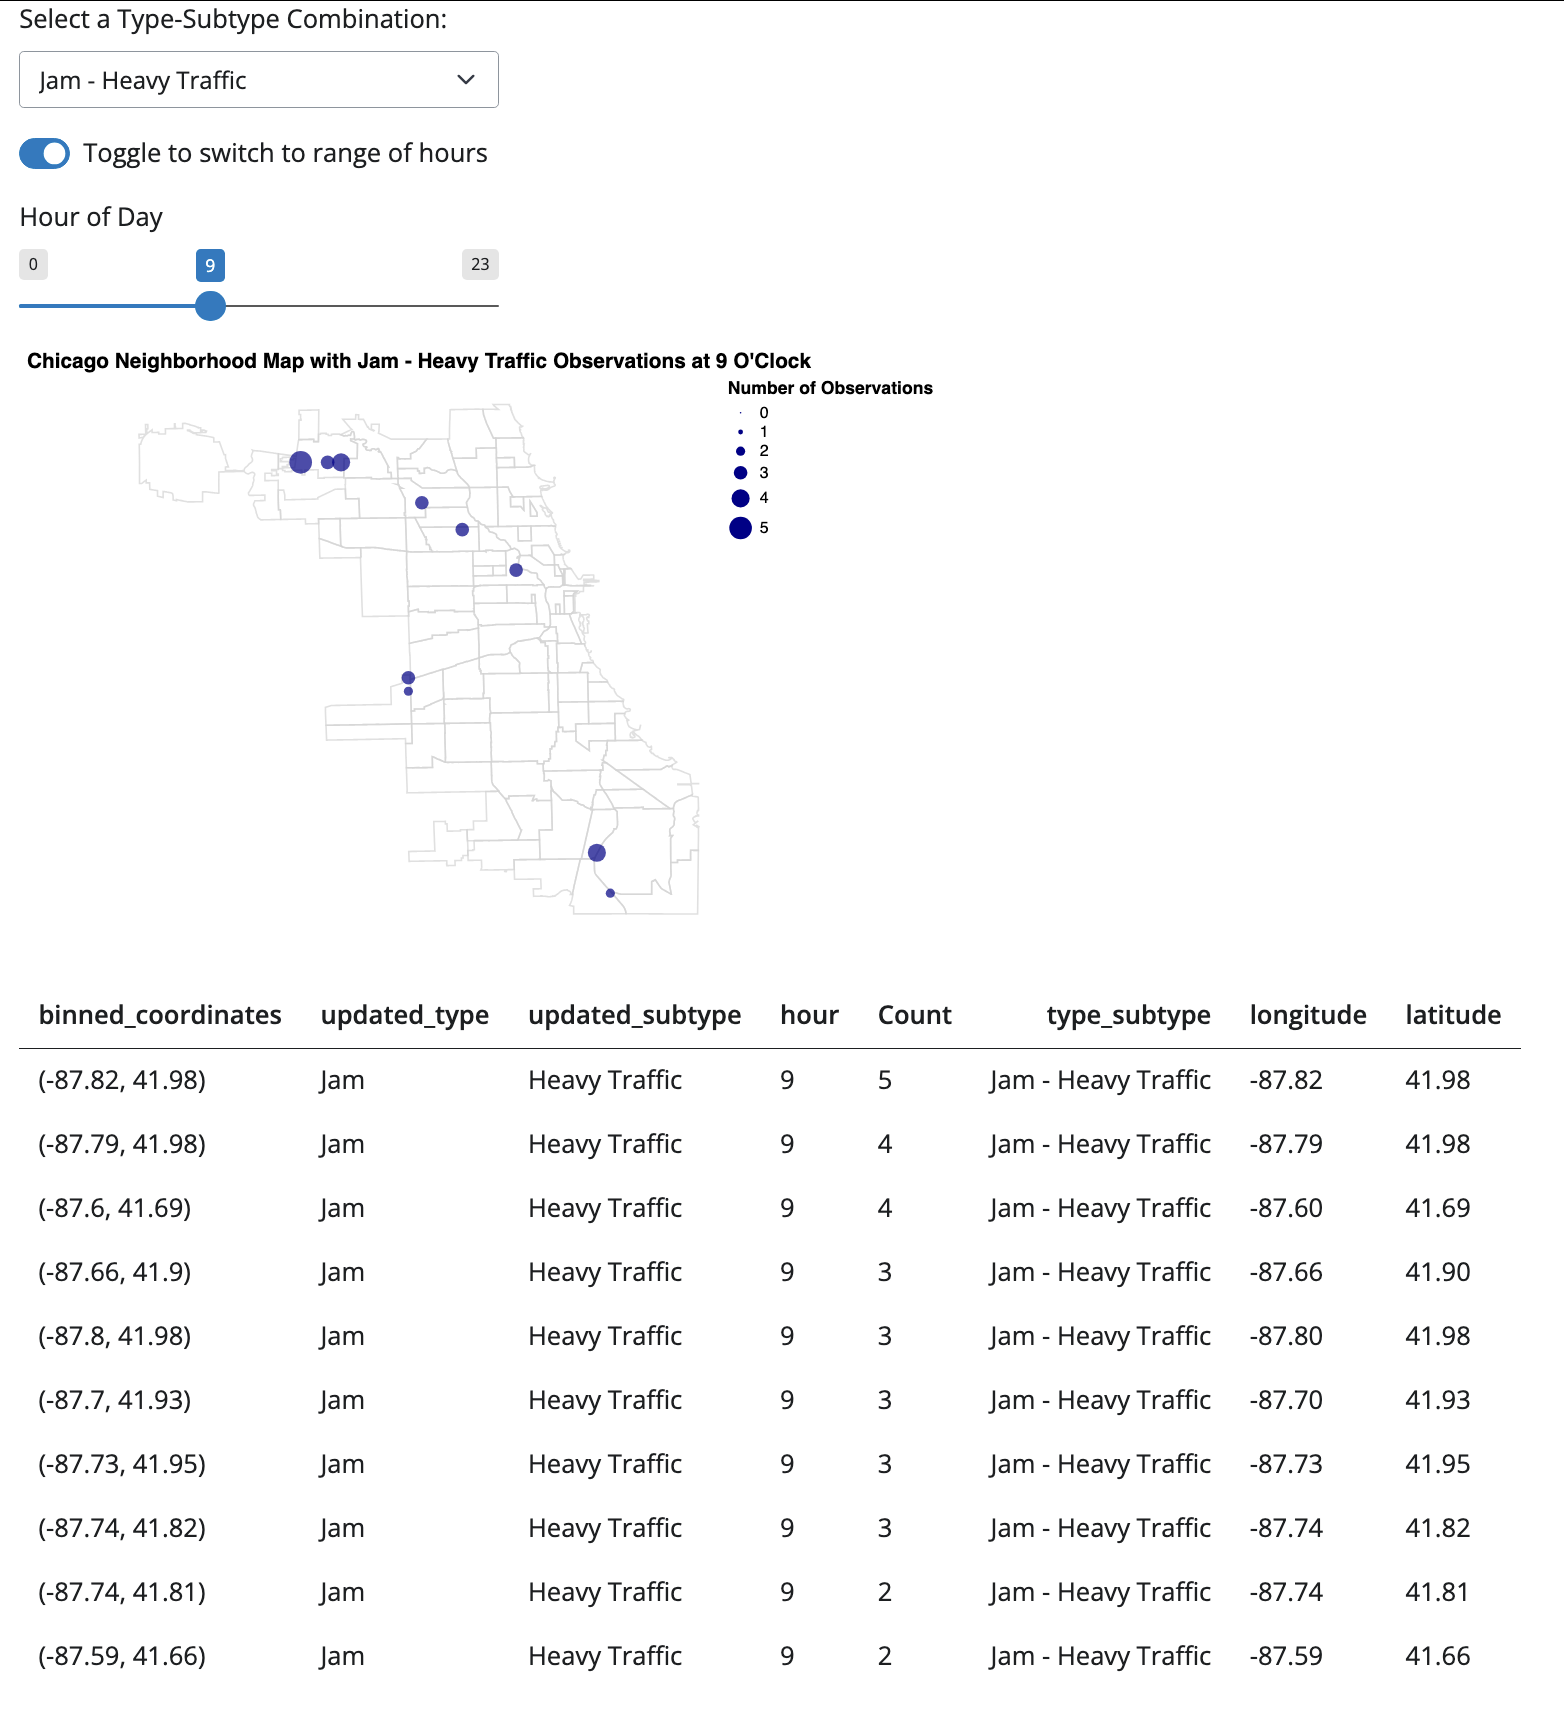 Select a Type-Subtype Combination:
Jam - Heavy Traffic
Toggle to switch to range of hours
Hour of Day
0 9 23
Chicago Neighborhood Map with Jam - Heavy Traffic Observations at 9 O'Clock
Number of Observations
0
1
2
3
4
5
binned_coordinates updated_type updated_subtype hour Count type_subtype longitude latitude
(-87.82, 41.98) Jam Heavy Traffic 9 5 Jam - Heavy Traffic -87.82 41.98
(-87.79, 41.98) Jam Heavy Traffic 9 4 Jam - Heavy Traffic -87.79 41.98
(-87.6, 41.69) Jam Heavy Traffic 9 4 Jam - Heavy Traffic -87.60 41.69
(-87.66, 41.9) Jam Heavy Traffic 9 3 Jam - Heavy Traffic -87.66 41.90
(-87.8, 41.98) Jam Heavy Traffic 9 3 Jam - Heavy Traffic -87.80 41.98
(-87.7, 41.93) Jam Heavy Traffic 9 3 Jam - Heavy Traffic -87.70 41.93
(-87.73, 41.95) Jam Heavy Traffic 9 3 Jam - Heavy Traffic -87.73 41.95
(-87.74, 41.82) Jam Heavy Traffic 9 3 Jam - Heavy Traffic -87.74 41.82
(-87.74, 41.81) Jam Heavy Traffic 9 2 Jam - Heavy Traffic -87.74 41.81
(-87.59, 41.66) Jam Heavy Traffic 9 2 Jam - Heavy Traffic -87.59 41.66